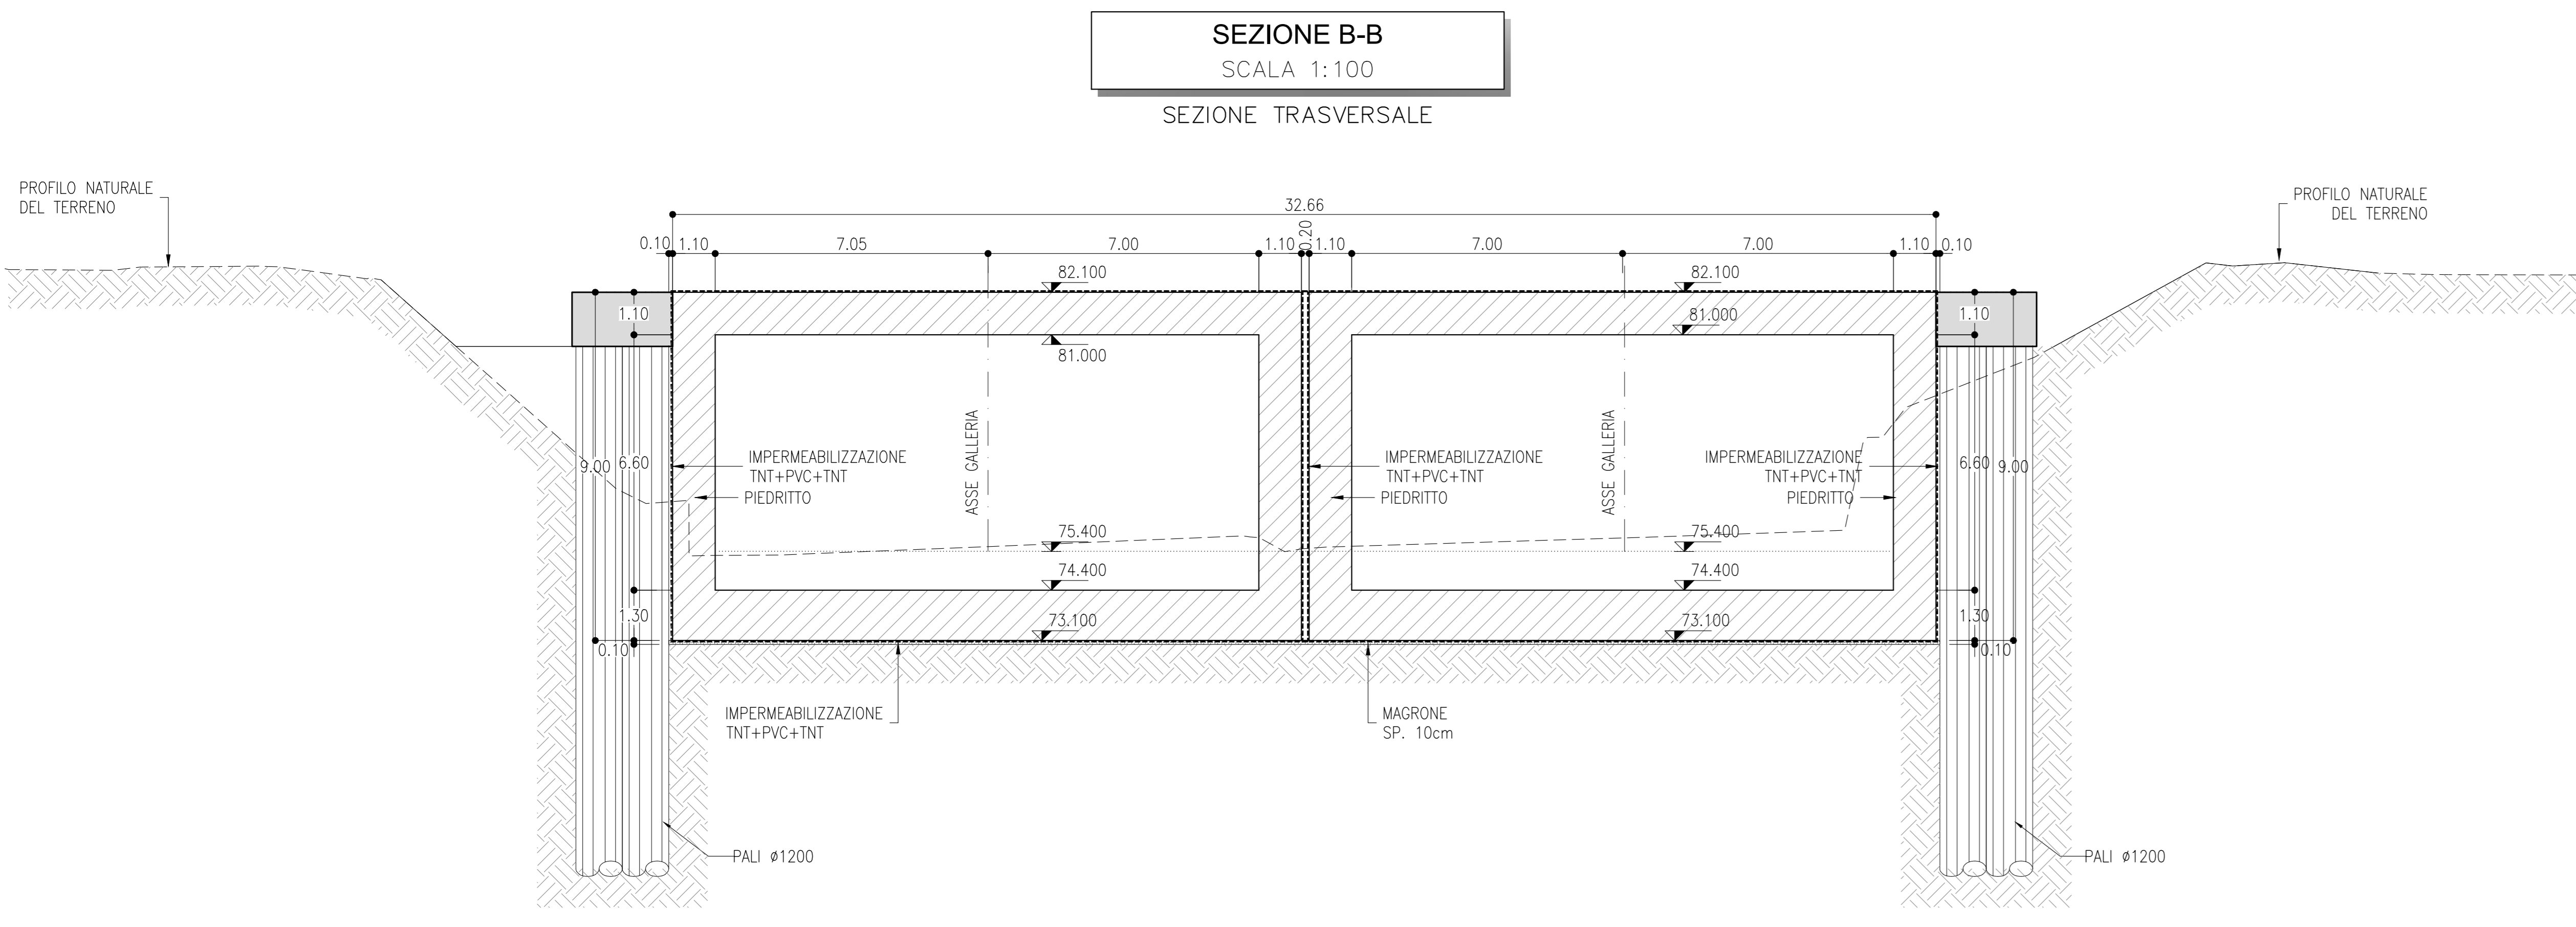 SEZIONE B-B
SCALA 1:100
SEZIONE TRASVERSALE
PROFILO NATURALE
DEL TERRENO
PROFILO NATURALE
DEL TERRENO
32.66
0.10 1.10 7.05 7.00 1.10 0.20 1.10 7.00 7.00 1.10 0.10
82.100 82.100
1.10 81.000 1.10
81.000
ASSE GALLERIA ASSE GALLERIA
9.00 6.60 6.60 9.00
IMPERMEABILIZZAZIONE
TNT+PVC+TNT
PIEDRITTO
IMPERMEABILIZZAZIONE
TNT+PVC+TNT
PIEDRITTO
IMPERMEABILIZZAZIONE
TNT+PVC+TNT
PIEDRITTO
75.400 75.400
74.400 74.400
1.30 73.100 73.100 1.30
0.10 0.10
IMPERMEABILIZZAZIONE
TNT+PVC+TNT
MAGRONE
SP. 10cm
PALI ø1200 PALI ø1200